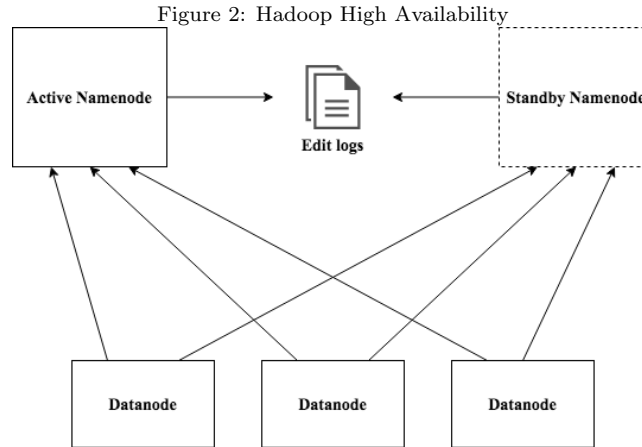 Figure 2: Hadoop High Availability
Active Namenode
Edit logs
Standby Namenode
Datanode
Datanode
Datanode